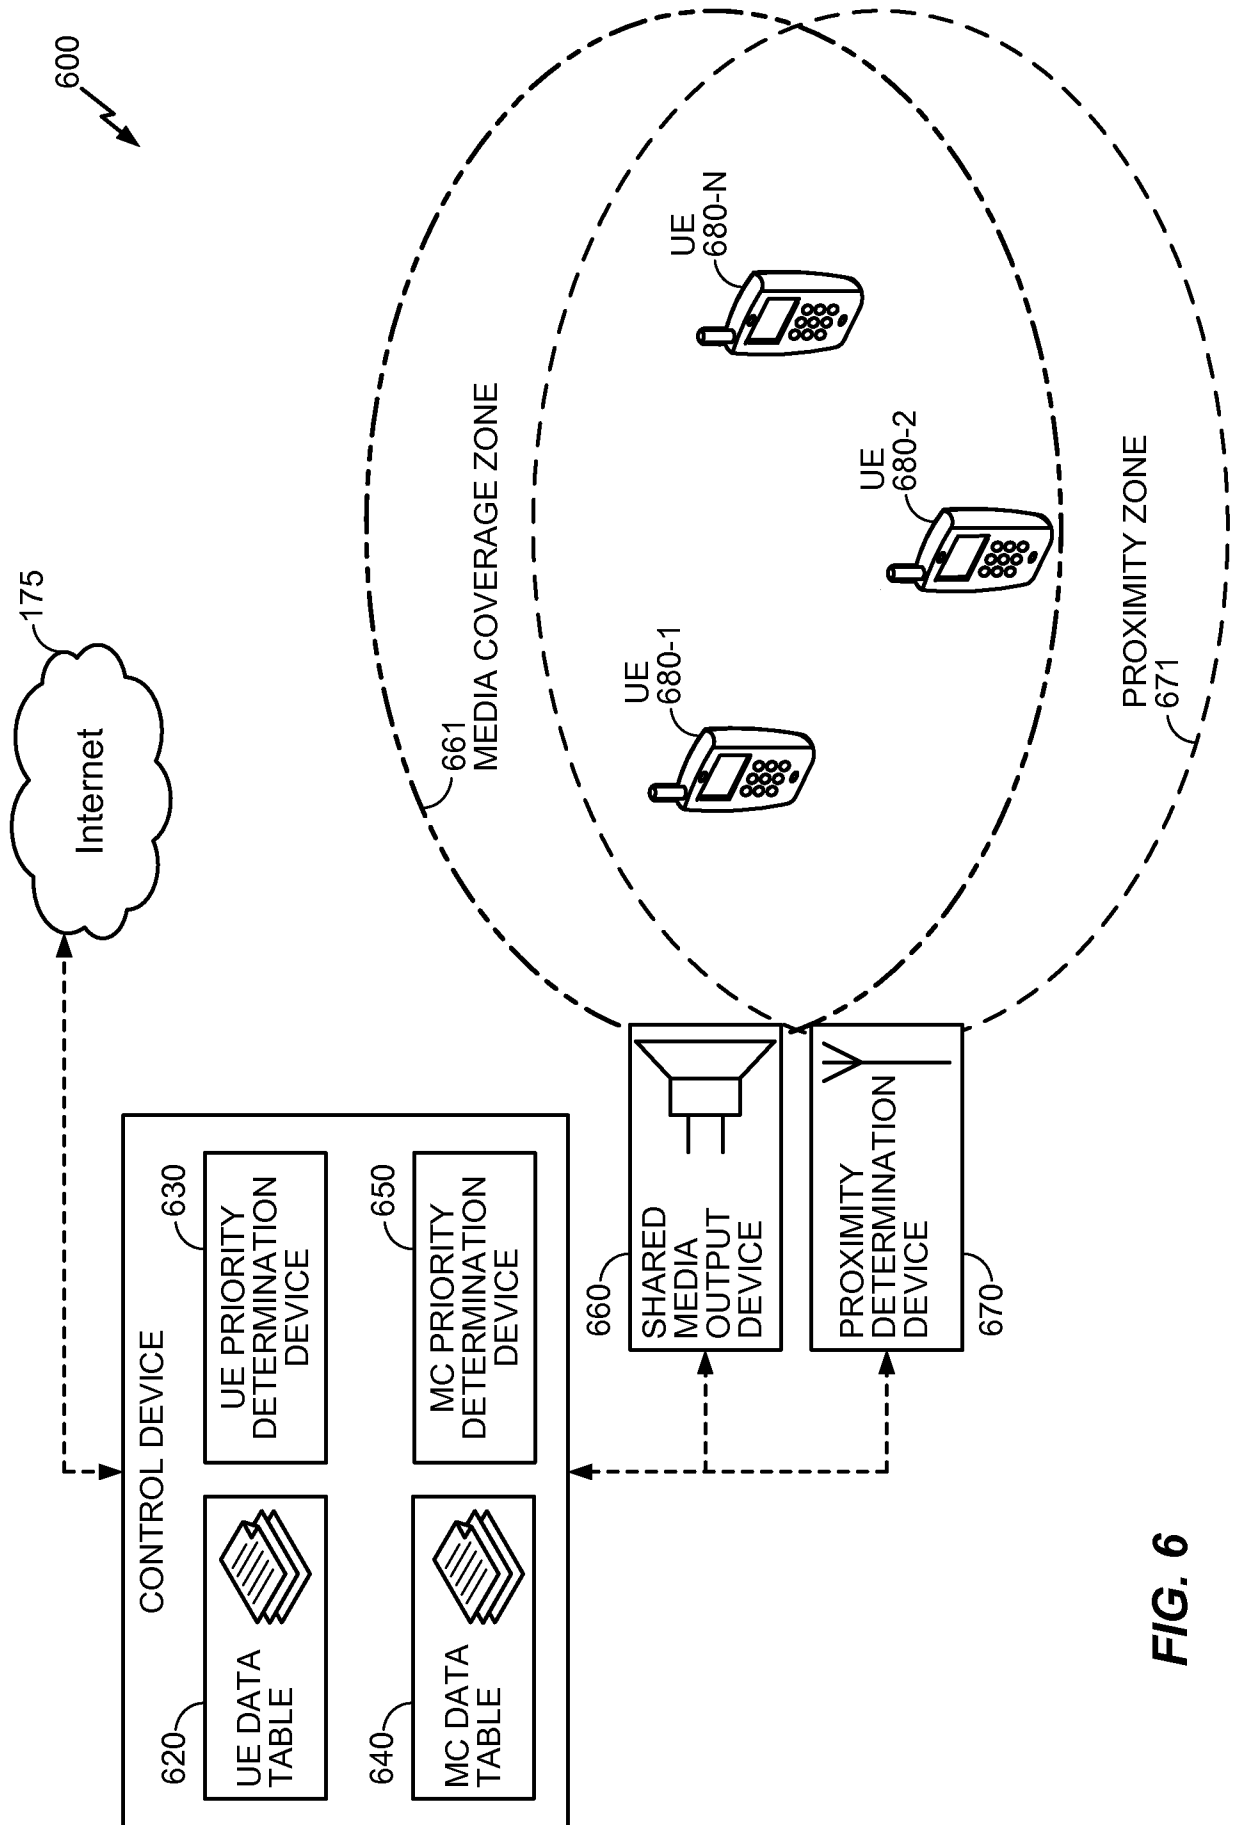 600
Internet
175
CONTROL DEVICE
620
UE DATA
TABLE
630
UE PRIORITY
DETERMINATION
DEVICE
640
MC DATA
TABLE
650
MC PRIORITY
DETERMINATION
DEVICE
660
SHARED
MEDIA
OUTPUT
DEVICE
PROXIMITY
DETERMINATION
DEVICE
670
661
MEDIA COVERAGE ZONE
UE
680-1
UE
680-2
UE
680-N
PROXIMITY ZONE
671
FIG. 6